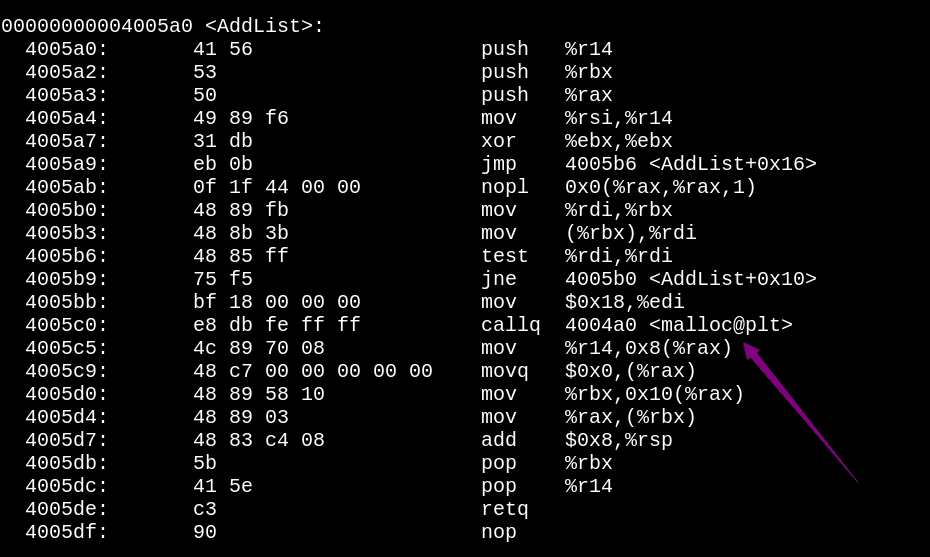 00000000004005a0 <AddList>:
4005a0: 41 56 push %r14
4005a2: 53 push %rbx
4005a3: 50 push %rax
4005a4: 49 89 f6 mov %rsi,%r14
4005a7: 31 db xor %ebx,%ebx
4005a9: eb 0b jmp 4005b6 <AddList+0x16>
4005ab: 0f 1f 44 00 00 nopl 0x0(%rax,%rax,1)
4005b0: 48 89 fb mov %rdi,%rbx
4005b3: 48 8b 3b mov (%rbx),%rdi
4005b6: 48 85 ff test %rdi,%rdi
4005b9: 75 f5 jne 4005b0 <AddList+0x10>
4005bb: bf 18 00 00 00 mov $0x18,%edi
4005c0: e8 db fe ff ff callq 4004a0 <malloc@plt>
4005c5: 4c 89 70 08 mov %r14,0x8(%rax)
4005c9: 48 c7 00 00 00 00 00 movq $0x0,(%rax)
4005d0: 48 89 58 10 mov %rbx,0x10(%rax)
4005d4: 48 89 03 mov %rax,(%rbx)
4005d7: 48 83 c4 08 add $0x8,%rsp
4005db: 5b pop %rbx
4005dc: 41 5e pop %r14
4005de: c3 retq
4005df: 90 nop